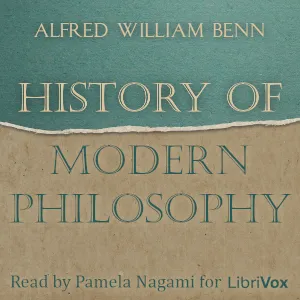 ALFRED WILLIAM BENN
HISTORY OF
MODERN
PHILOSOPHY
Read by Pamela Nagami for LibriVox